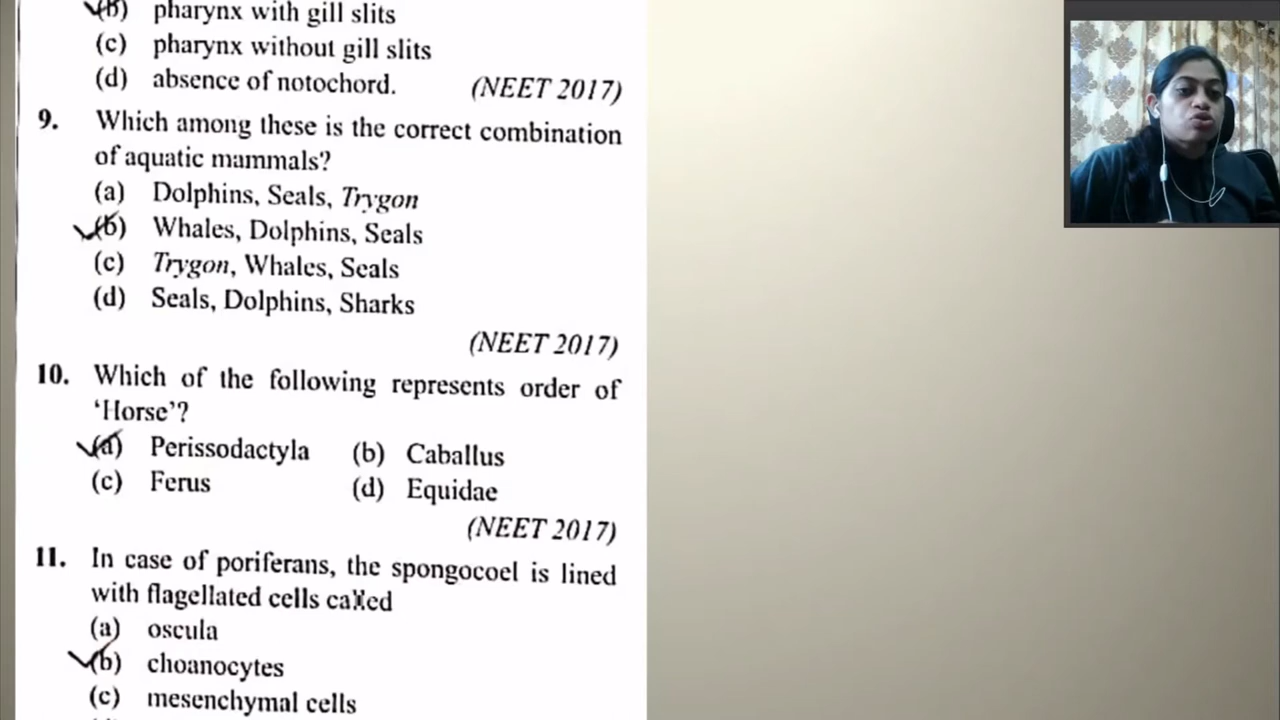 (b) pharynx with gill slits
(c) pharynx without gill slits
(d) absence of notochord. (NEET 2017)
9. Which among these is the correct combination
of aquatic mammals?
(a) Dolphins, Seals, Trygon
(b) Whales, Dolphins, Seals
(c) Trygon, Whales, Seals
(d) Seals, Dolphins, Sharks
(NEET 2017)
10. Which of the following represents order of
‘Horse’?
(a) Perissodactyla (b) Caballus
(c) Ferus (d) Equidae
(NEET 2017)
11. In case of poriferans, the spongocoel is lined
with flagellated cells called
(a) oscula
(b) choanocytes
(c) mesenchymal cells